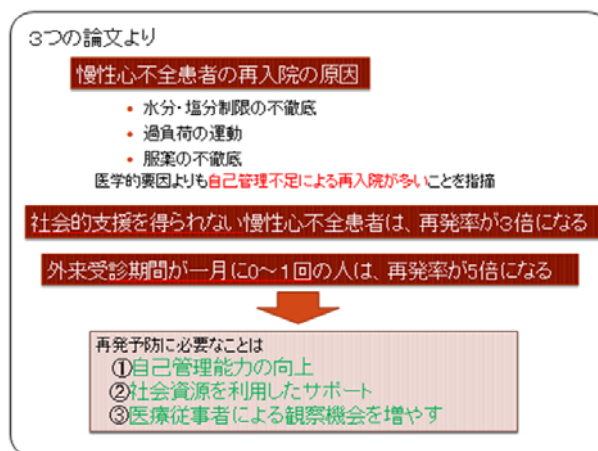 3つの論文より
慢性心不全患者の再入院の原因
• 水分・塩分制限の不徹底
• 過負荷の運動
• 服薬の不徹底
医学的要因よりも自己管理不足による再入院が多いことを指摘
社会的支援を得られない慢性心不全患者は、再発率が3倍になる
外来受診期間が一月に0～1回の人は、再発率が5倍になる
再発予防に必要なことは
①自己管理能力の向上
②社会資源を利用したサポート
③医療従事者による観察機会を増やす